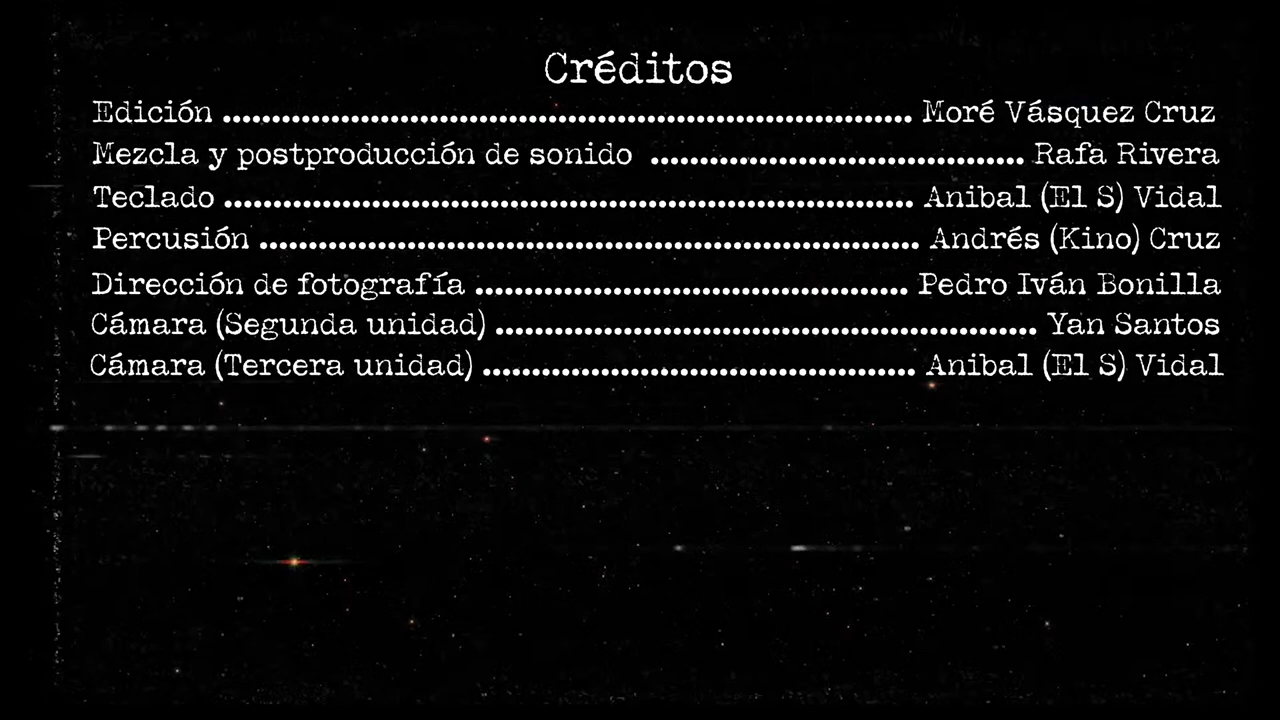 Créditos
Edición ........................................................................ Moré Vásquez Cruz
Mezcla y postproducción de sonido ....................................... Rafa Rivera
Teclado ........................................................................ Anibal (El S) Vidal
Percusión ..................................................................... Andrés (Kino) Cruz
Dirección de fotografía ............................................. Pedro Iván Bonilla
Cámara (Segunda unidad) ........................................................ Yan Santos
Cámara (Tercera unidad) ............................................. Anibal (El S) Vidal